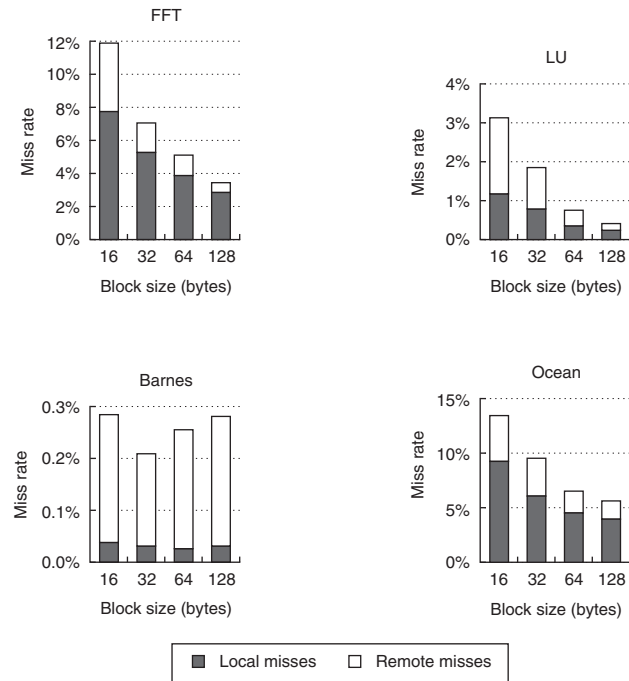 FFT
12%
10%
8%
6%
4%
2%
0%
Miss rate
16 32 64 128
Block size (bytes)
LU
4%
3%
2%
1%
0%
Miss rate
16 32 64 128
Block size (bytes)
Barnes
0.3%
0.2%
0.1%
0.0%
Miss rate
16 32 64 128
Block size (bytes)
Ocean
15%
10%
5%
0%
Miss rate
16 32 64 128
Block size (bytes)
Local misses Remote misses